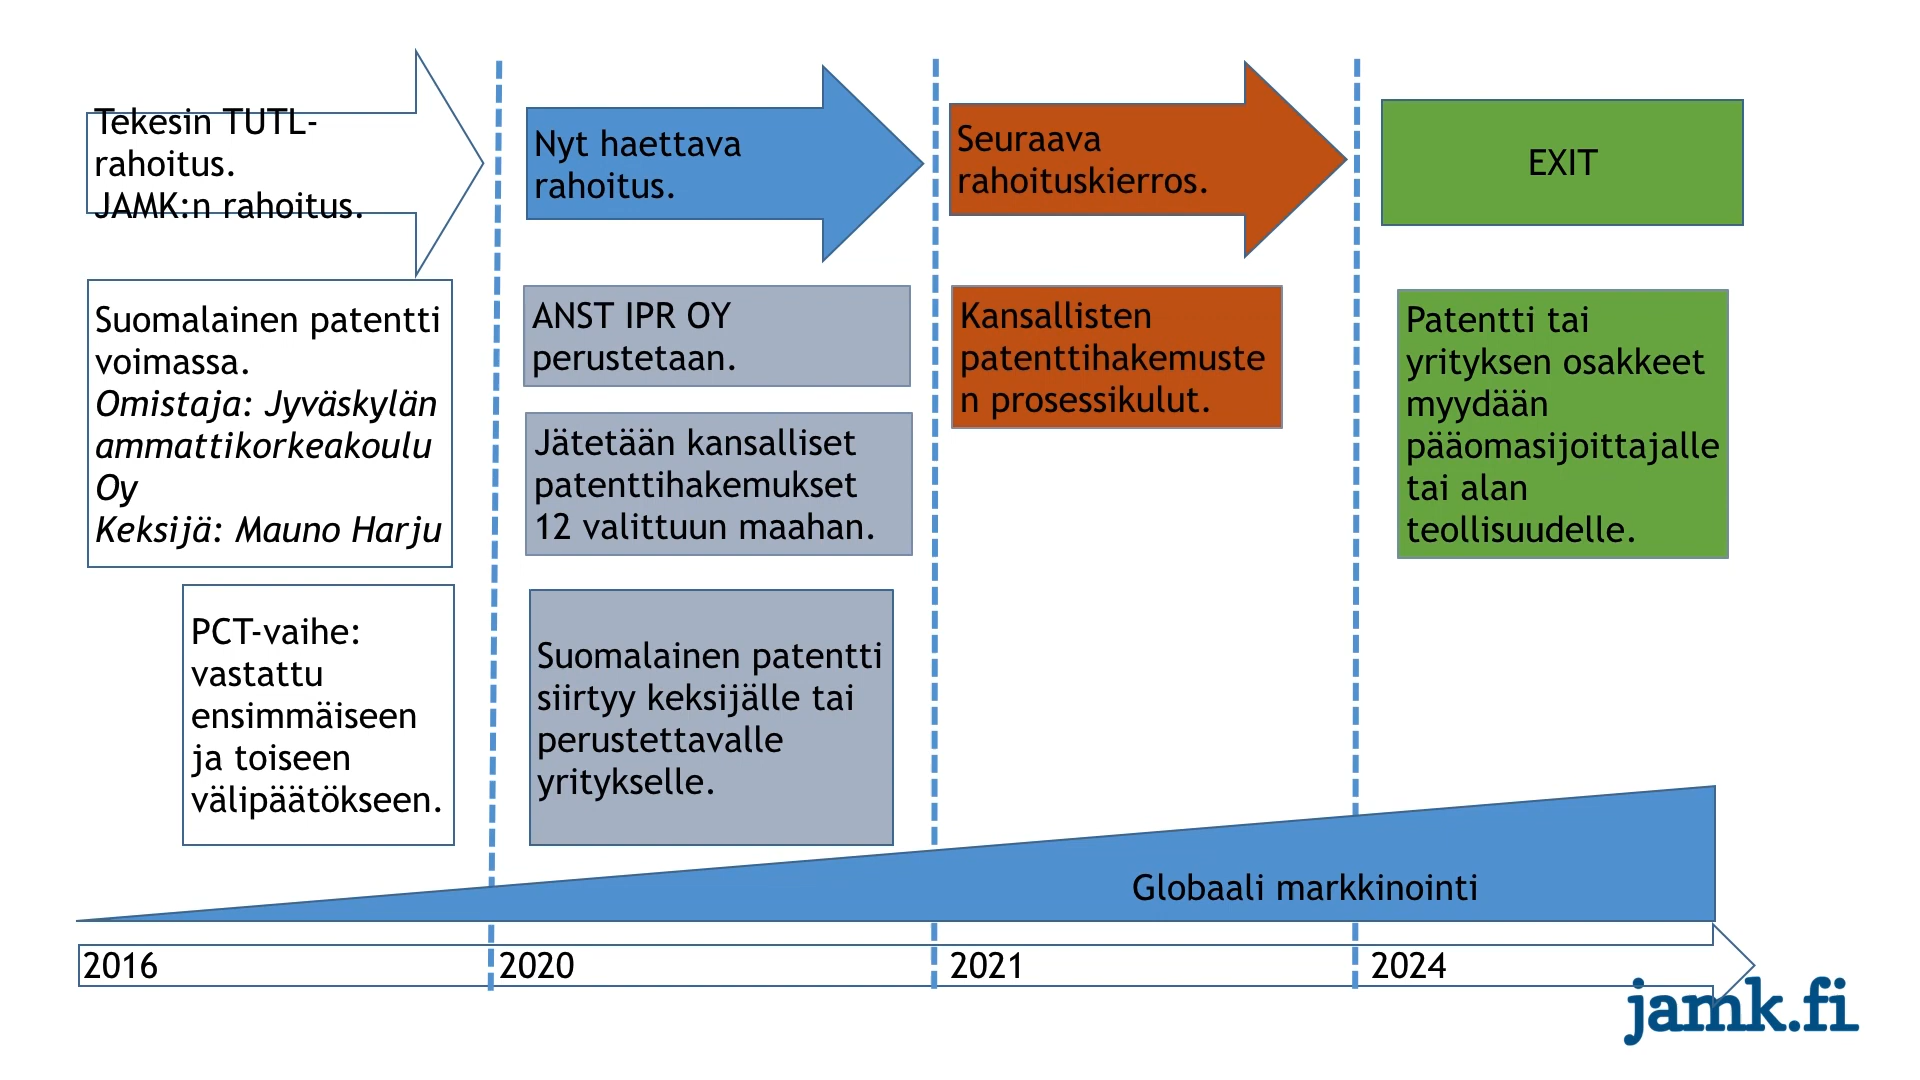 Tekesin TUTL-
rahoitus.
JAMK:n rahoitus.
Nyt haettava
rahoitus.
Seuraava
rahoituskierros.
EXIT
Suomalainen patentti
voimassa.
Omistaja: Jyväskylän
ammattikorkeakoulu
Oy
Keksijä: Mauno Harju
PCT-vaihe:
vastattu
ensimmäiseen
ja toiseen
välipäätökseen.
ANST IPR OY
perustetaan.
Jätetään kansalliset
patenttihakemukset
12 valittuun maahan.
Suomalainen patentti
siirtyy keksijälle tai
perustettavalle
yritykselle.
Kansallisten
patenttihakemuste
n prosessikulut.
Patentti tai
yrityksen osakkeet
myydään
pääomasijoittajalle
tai alan
teollisuudelle.
Globaali markkinointi
2016
2020
2021
2024
jamk.fi